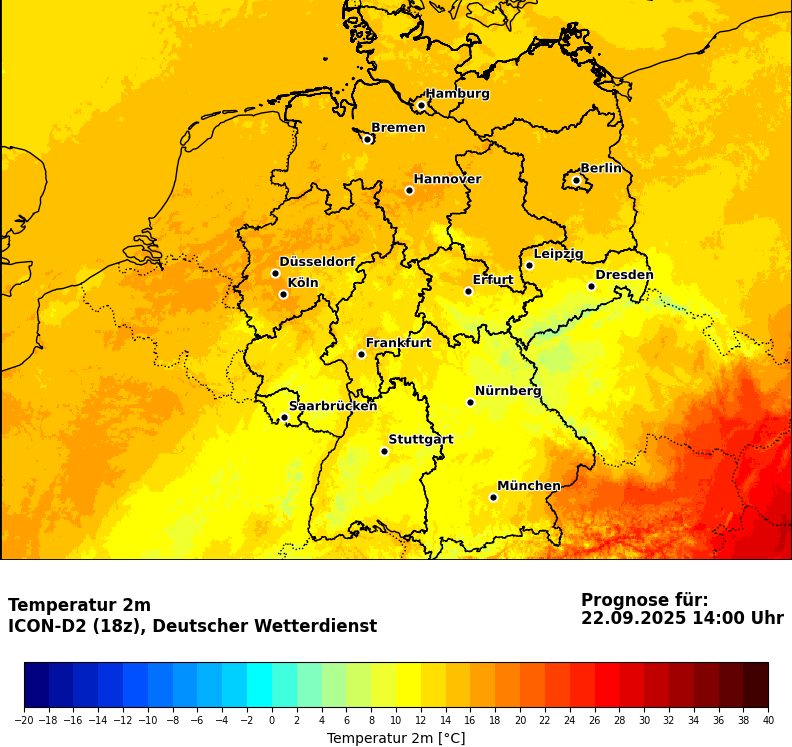 Hamburg
Bremen
Berlin
Hannover
Leipzig
Düsseldorf
Dresden
Köln
Erfurt
Frankfurt
Nürnberg
Saarbrücken
Stuttgart
München
Temperatur 2m
ICON-D2 (18z), Deutscher Wetterdienst
Prognose für:
22.09.2025 14:00 Uhr
−20 −18 −16 −14 −12 −10 −8 −6 −4 −2 0 2 4 6 8 10 12 14 16 18 20 22 24 26 28 30 32 34 36 38 40
Temperatur 2m [°C]